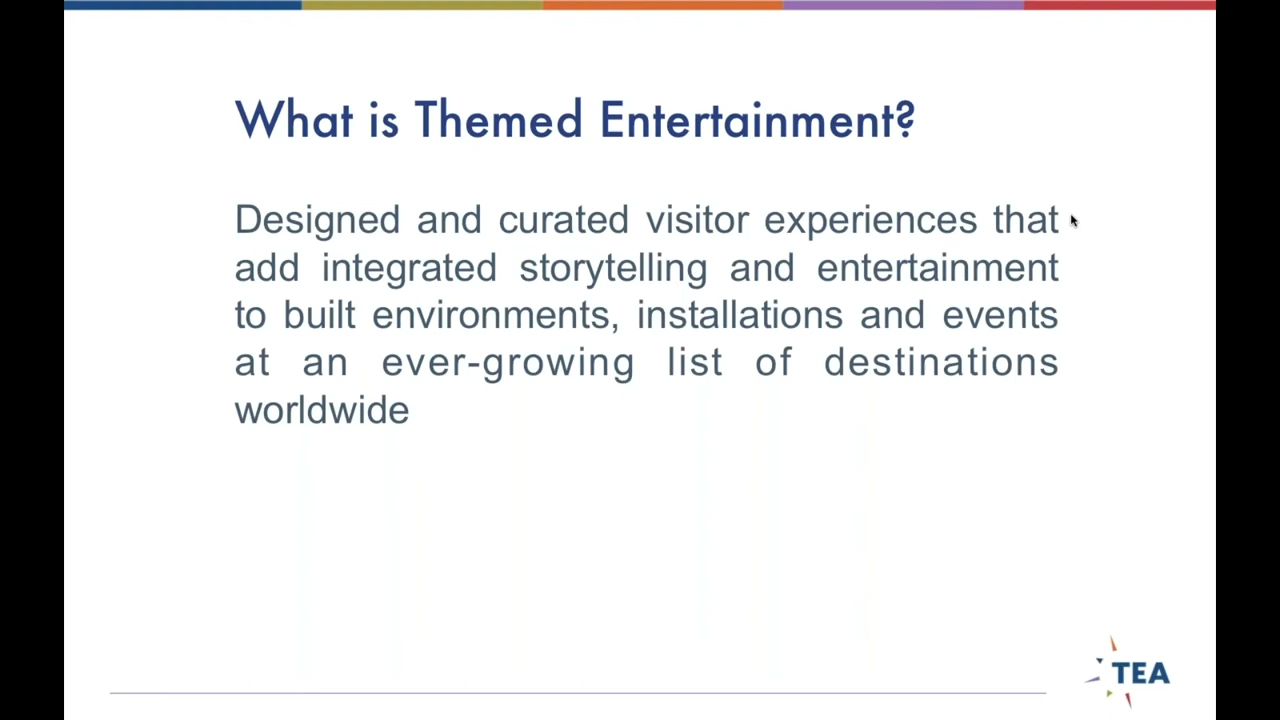 What is Themed Entertainment?
Designed and curated visitor experiences that
add integrated storytelling and entertainment
to built environments, installations and events
at an ever-growing list of destinations
worldwide
TEA